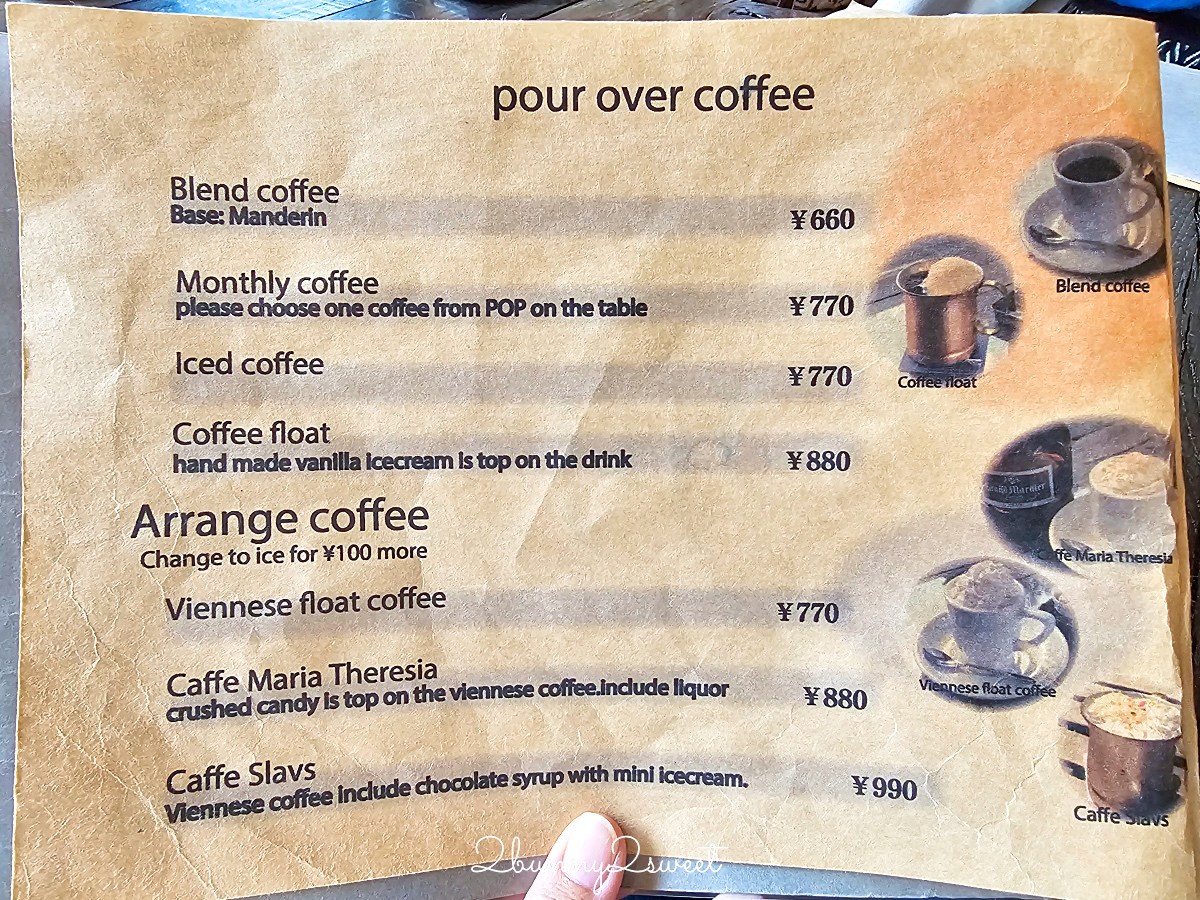 pour over coffee
Blend coffee
Base: Manderin
¥660
Monthly coffee
please choose one coffee from POP on the table
¥770
Iced coffee
¥770
Coffee float
hand made vanilla icecream is top on the drink
¥880
Arrange coffee
Change to ice for ¥100 more
Viennese float coffee
¥770
Caffe Maria Theresia
crushed candy is top on the viennese coffee.include liquor
¥880
Caffe Slavs
Viennese coffee include chocolate syrup with mini icecream.
¥990
Blend coffee
Coffee float
Marnier
Caffe Maria Theresia
Viennese float coffee
Caffe Slavs
2bunny2sweet